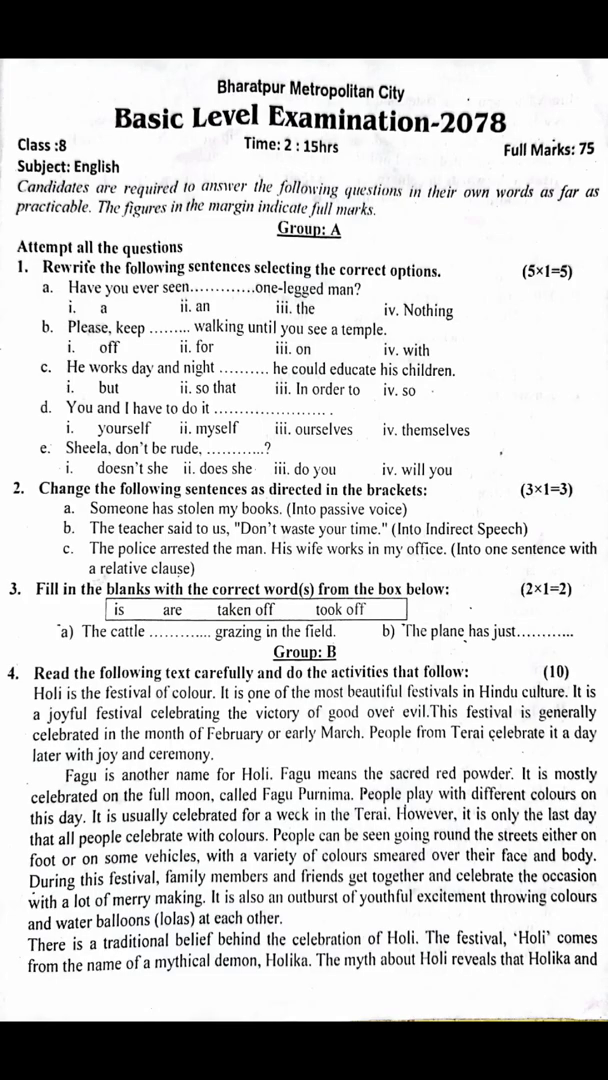 Bharatpur Metropolitan City
Basic Level Examination-2078
Class :8 Time: 2 : 15hrs Full Marks: 75
Subject: English
Candidates are required to answer the following questions in their own words as far as
practicable. The figures in the margin indicate full marks.
Group: A
Attempt all the questions
1. Rewrite the following sentences selecting the correct options. (5×1=5)
a. Have you ever seen............one-legged man?
i. a ii. an iii. the iv. Nothing
b. Please, keep ......... walking until you see a temple.
i. off ii. for iii. on iv. with
c. He works day and night .......... he could educate his children.
i. but ii. so that iii. In order to iv. so
d. You and I have to do it .......................
i. yourself ii. myself iii. ourselves iv. themselves
e. Sheela, don't be rude, ...........?
i. doesn't she ii. does she iii. do you iv. will you
2. Change the following sentences as directed in the brackets: (3×1=3)
a. Someone has stolen my books. (Into passive voice)
b. The teacher said to us, "Don't waste your time." (Into Indirect Speech)
c. The police arrested the man. His wife works in my office. (Into one sentence with
a relative clause)
3. Fill in the blanks with the correct word(s) from the box below: (2×1=2)
is are taken off took off
a) The cattle ............. grazing in the field. b) The plane has just............
Group: B
4. Read the following text carefully and do the activities that follow: (10)
Holi is the festival of colour. It is one of the most beautiful festivals in Hindu culture. It is
a joyful festival celebrating the victory of good over evil.This festival is generally
celebrated in the month of February or early March. People from Terai celebrate it a day
later with joy and ceremony.
Fagu is another name for Holi. Fagu means the sacred red powder. It is mostly
celebrated on the full moon, called Fagu Purnima. People play with different colours on
this day. It is usually celebrated for a week in the Terai. However, it is only the last day
that all people celebrate with colours. People can be seen going round the streets either on
foot or on some vehicles, with a variety of colours smeared over their face and body.
During this festival, family members and friends get together and celebrate the occasion
with a lot of merry making. It is also an outburst of youthful excitement throwing colours
and water balloons (lolas) at each other.
There is a traditional belief behind the celebration of Holi. The festival, 'Holi' comes
from the name of a mythical demon, Holika. The myth about Holi reveals that Holika and